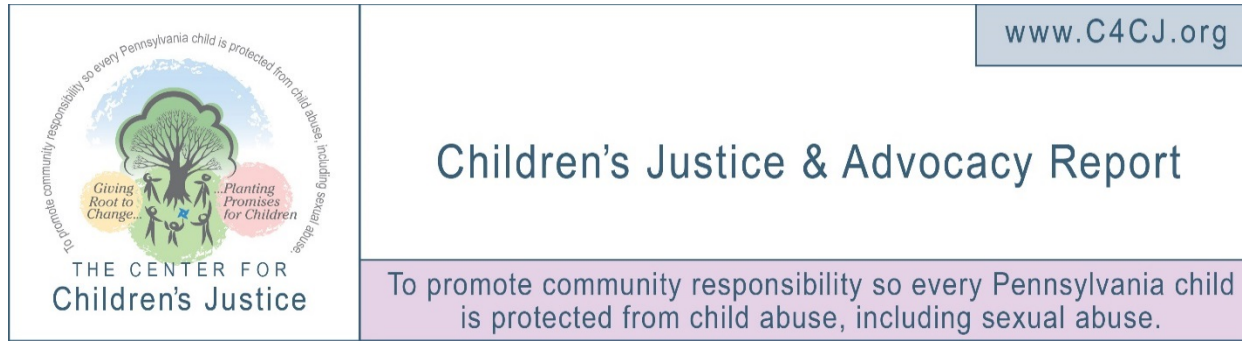 To promote community responsibility so every Pennsylvania child is protected from child abuse, including sexual abuse.
Giving
Root to
Change...
...Planting
Promises
for Children
THE CENTER FOR
Children's Justice
www.C4CJ.org
Children's Justice & Advocacy Report
To promote community responsibility so every Pennsylvania child
is protected from child abuse, including sexual abuse.